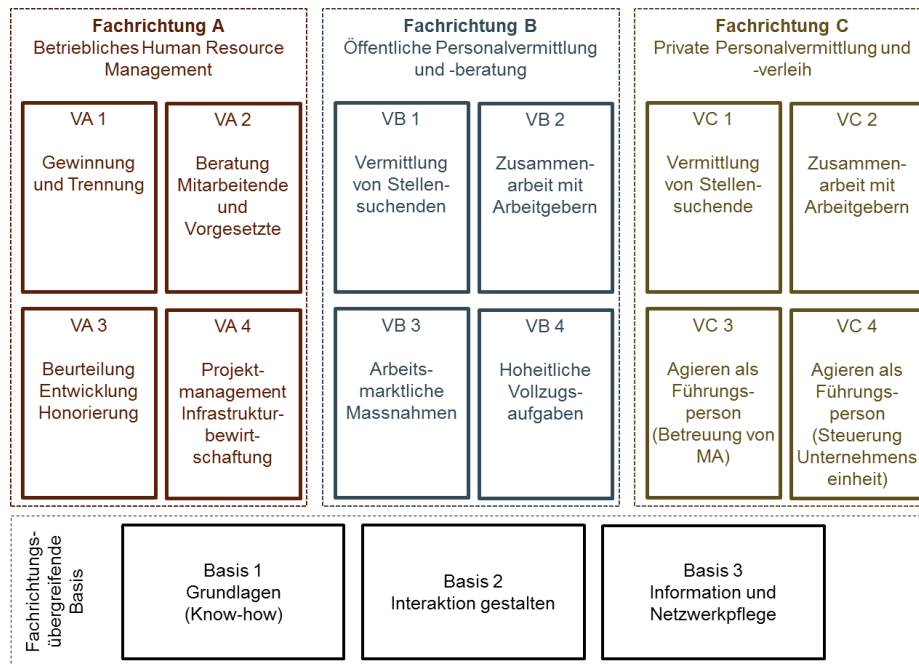 Fachrichtung A
Betriebliches Human Resource
Management
VA 1
Gewinnung
und Trennung
VA 2
Beratung
Mitarbeitende
und
Vorgesetzte
VA 3
Beurteilung
Entwicklung
Honorierung
VA 4
Projekt-
management
Infrastruktur-
bewirt-
schaftung
Fachrichtung B
Öffentliche Personalvermittlung
und -beratung
VB 1
Vermittlung
von Stellen-
suchenden
VB 2
Zusammen-
arbeit mit
Arbeitgebern
VB 3
Arbeits-
marktliche
Massnahmen
VB 4
Hoheitliche
Vollzugs-
aufgaben
Fachrichtung C
Private Personalvermittlung und
-verleih
VC 1
Vermittlung
von Stellen-
suchende
VC 2
Zusammen-
arbeit mit
Arbeitgebern
VC 3
Agieren als
Führungs-
person
(Betreuung von
MA)
VC 4
Agieren als
Führungs-
person
(Steuerung
Unternehmens
einheit)
Fachrichtungs-
übergreifende
Basis
Basis 1
Grundlagen
(Know-how)
Basis 2
Interaktion gestalten
Basis 3
Information und
Netzwerkpflege